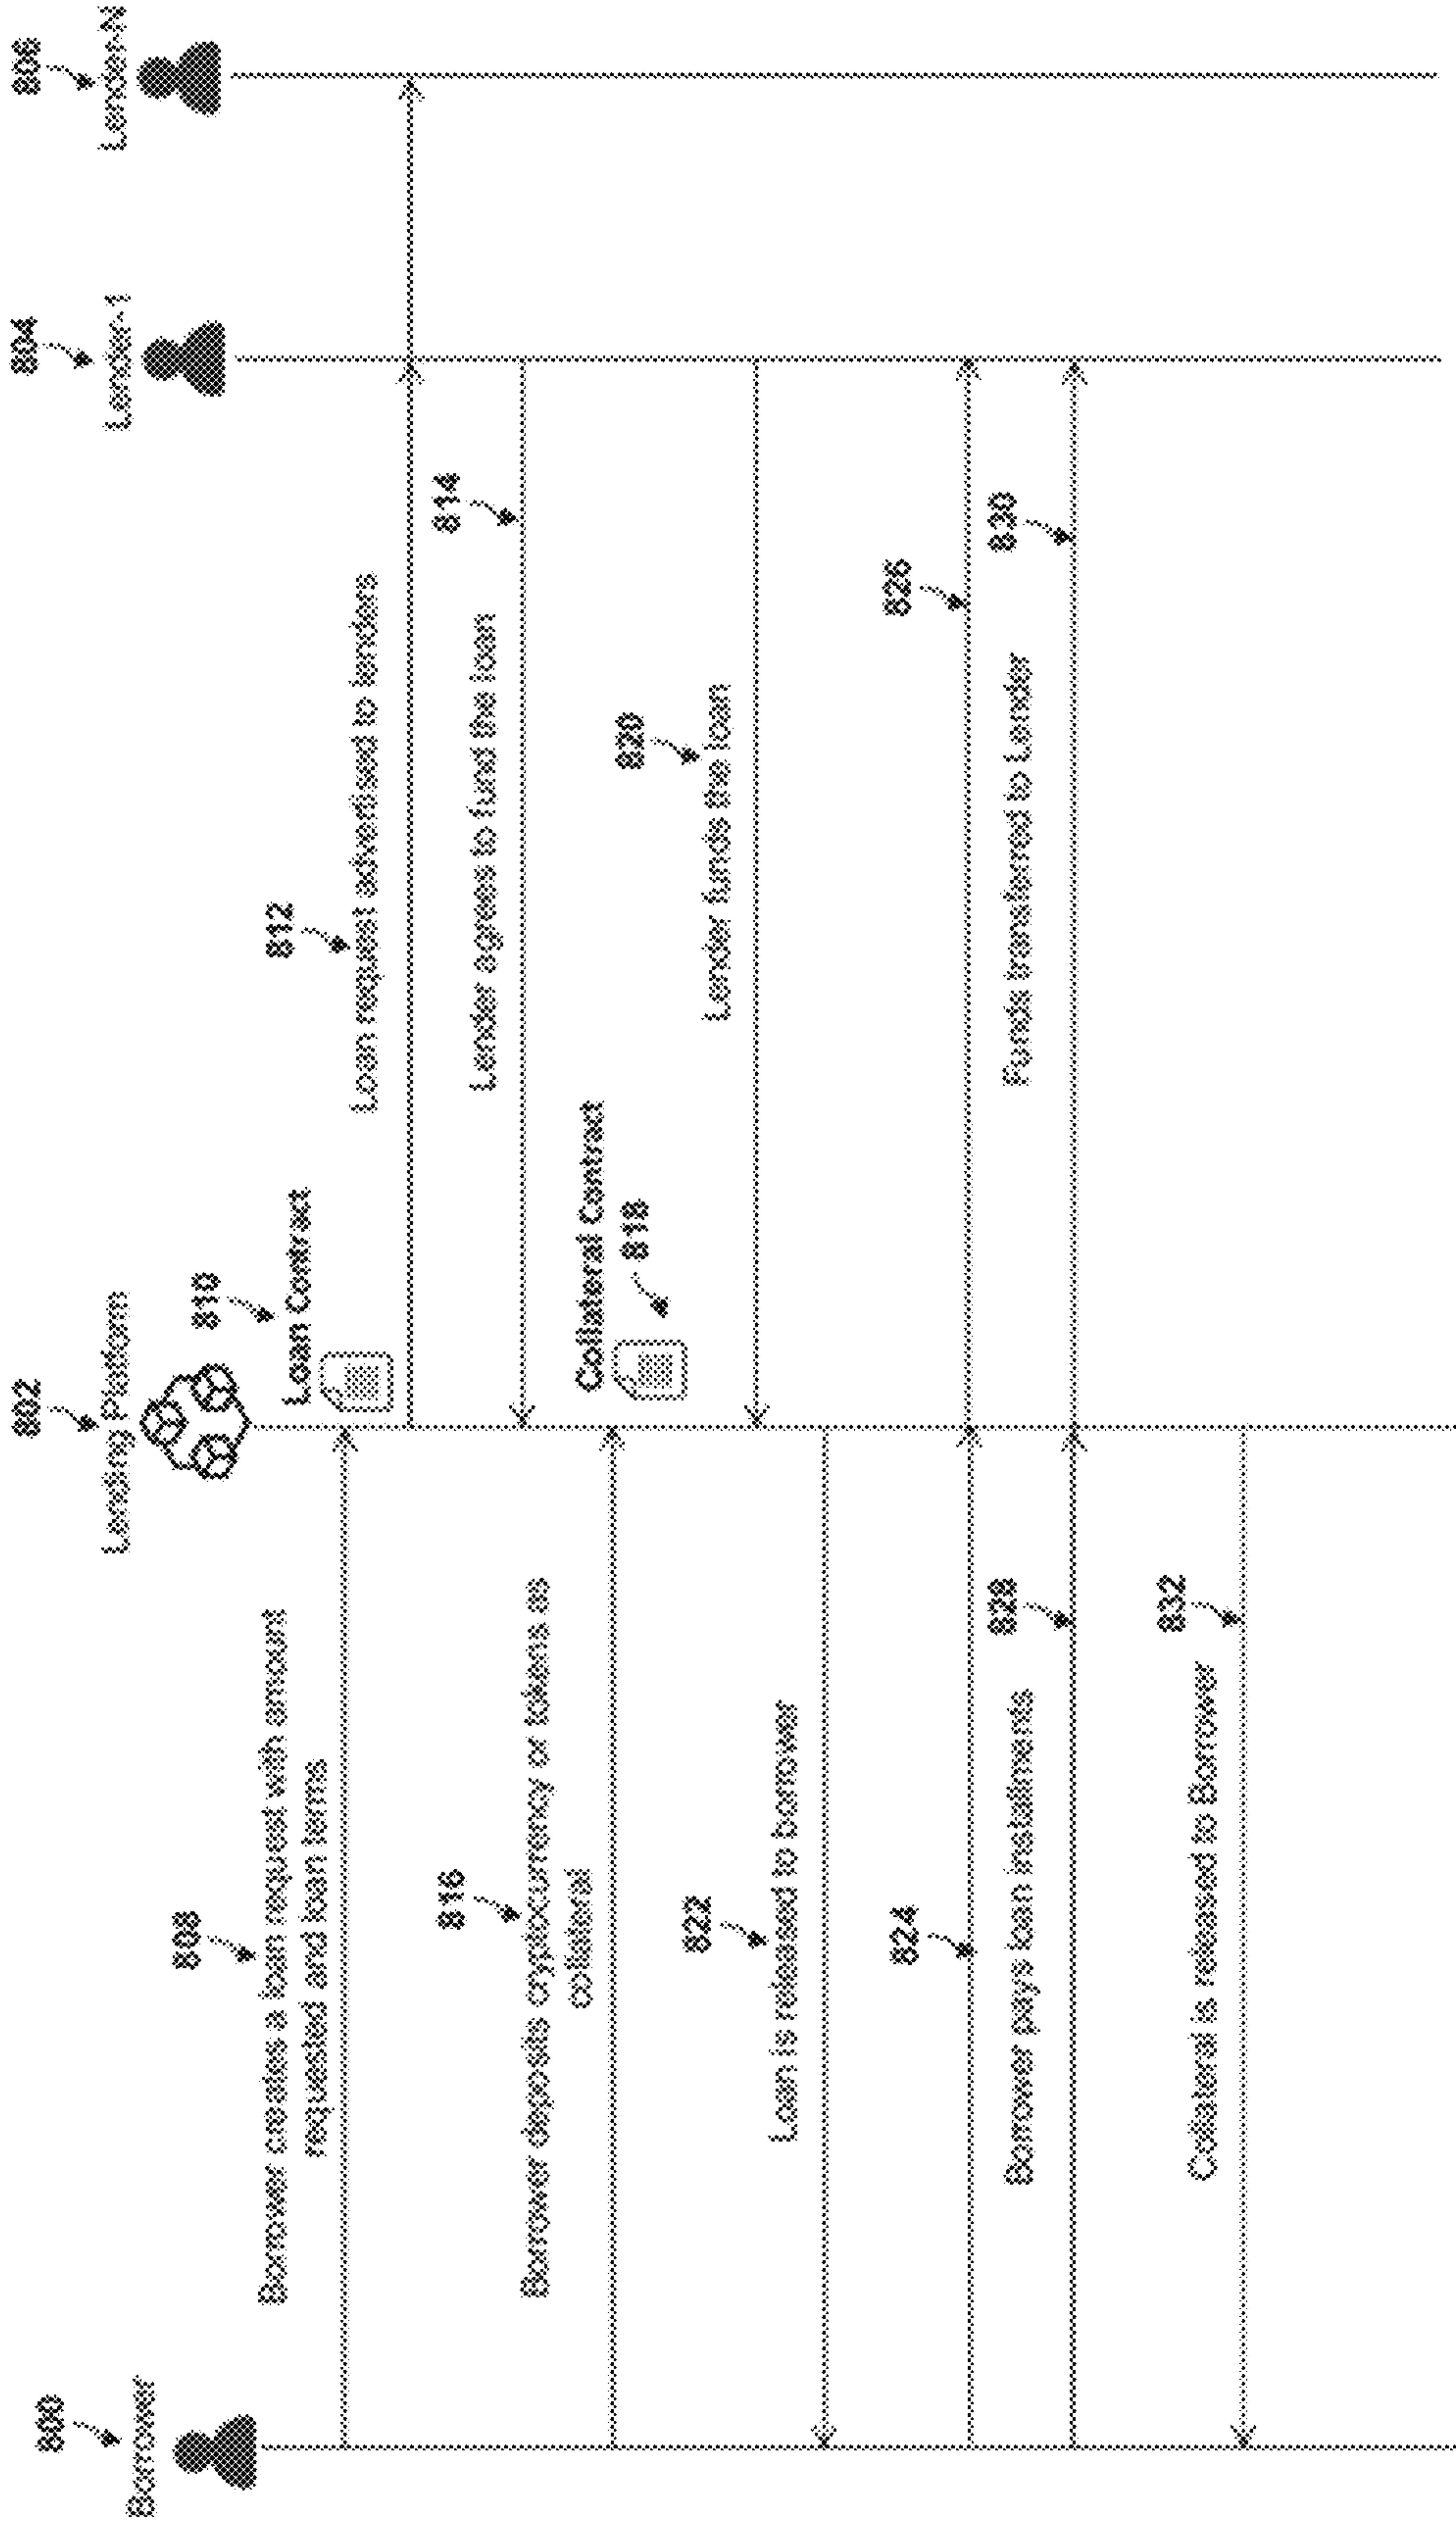 800
Borrower
802
Lending Platform
804
Lender-1
806
Lender-N
808
Borrower creates a loan request with amount
requested and loan terms
810
Loan Contract
812
Loan request advertised to lenders
814
Lender agrees to fund the loan
816
Borrower deposits cryptocurrency or tokens as
collateral
Collateral Contract
818
820
Lender funds the loan
822
Loan is released to borrower
824
826
Borrower pays loan installments
828
Funds transferred to Lender
830
832
Collateral is released to Borrower